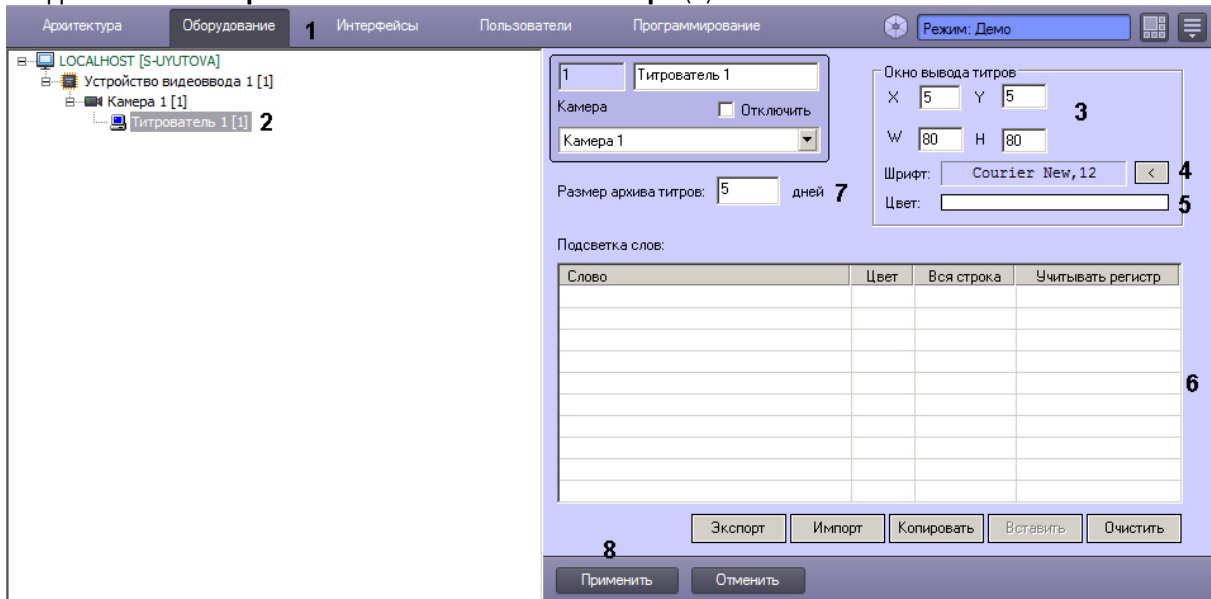 Архитектура Оборудование 1 Интерфейсы Пользователи Программирование Режим: Демо
LOCALHOST [S-UYUTOVA]
Устройство видеоввода 1 [1]
Камера 1 [1]
Титрователь 1 [1] 2
1 Титрователь 1
Камера Отключить
Камера 1
Размер архива титров: 5 дней 7
Окно вывода титров
X 5 Y 5 3
W 80 H 80
Шрифт: Courier New,12 < 4
Цвет: 5
Подсветка слов:
Слово Цвет Вся строка Учитывать регистр
6
Экспорт Импорт Копировать Вставить Очистить
8
Применить Отменить